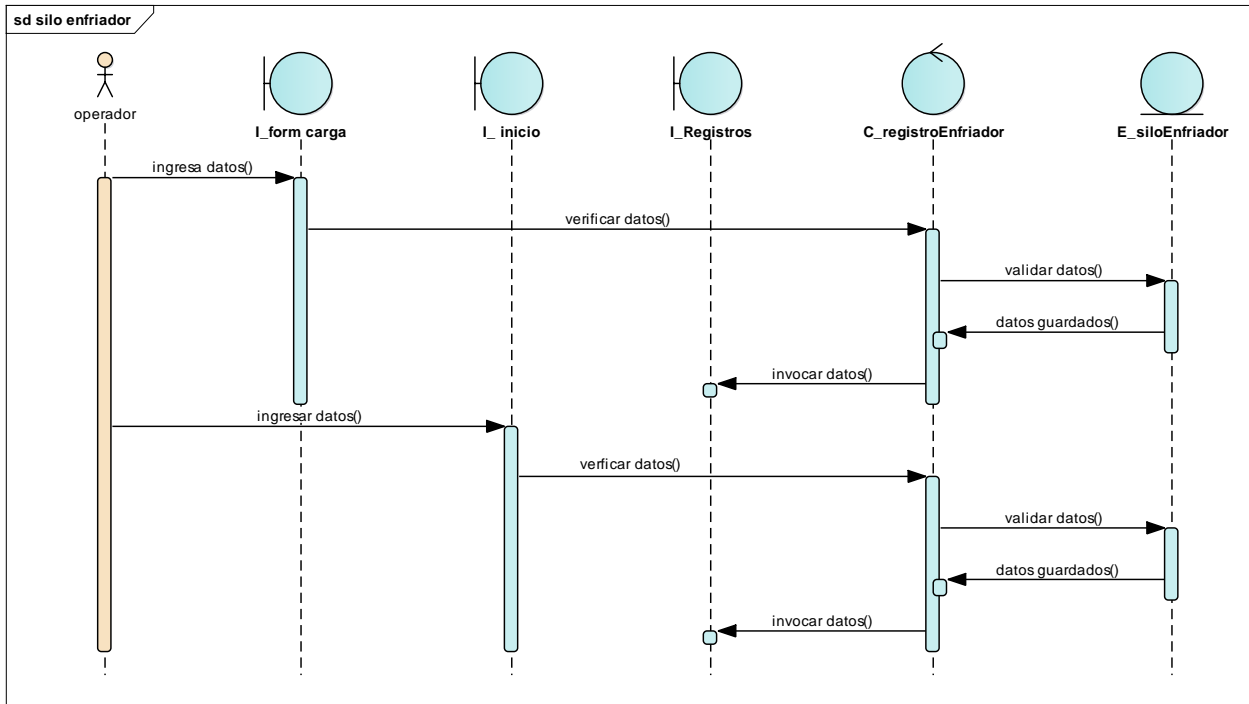 sd silo enfriador
operador
I_form carga
I_ inicio
I_Registros
C_registroEnfriador
E_siloEnfriador
ingresa datos()
verificar datos()
validar datos()
datos guardados()
invocar datos()
ingresar datos()
verficar datos()
validar datos()
datos guardados()
invocar datos()